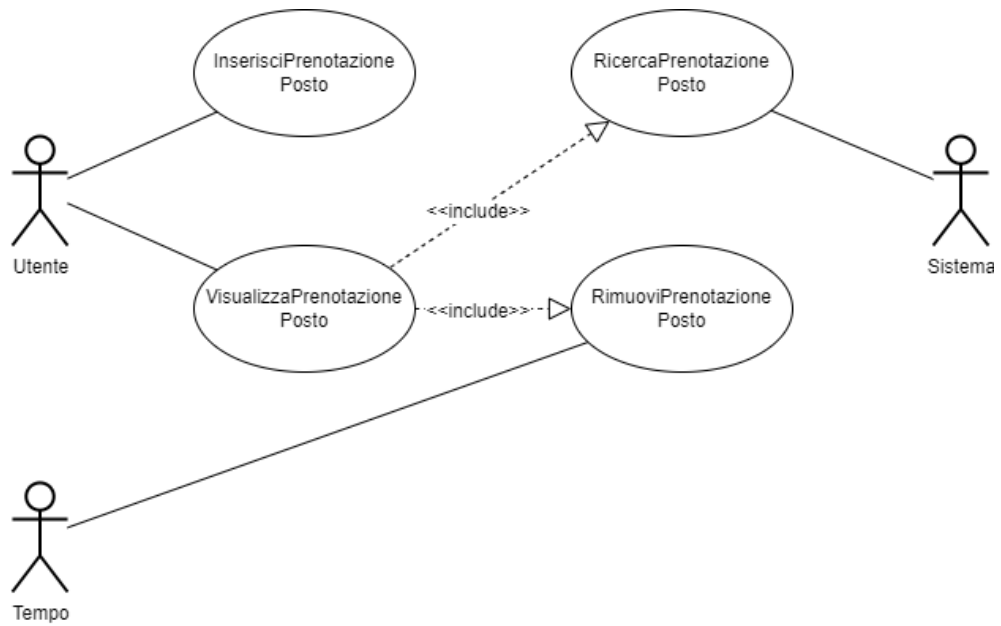 InserisciPrenotazione
Posto
RicercaPrenotazione
Posto
Utente
<<include>>
Sistema
VisualizzaPrenotazione
Posto
<<include>>
RimuoviPrenotazione
Posto
Tempo